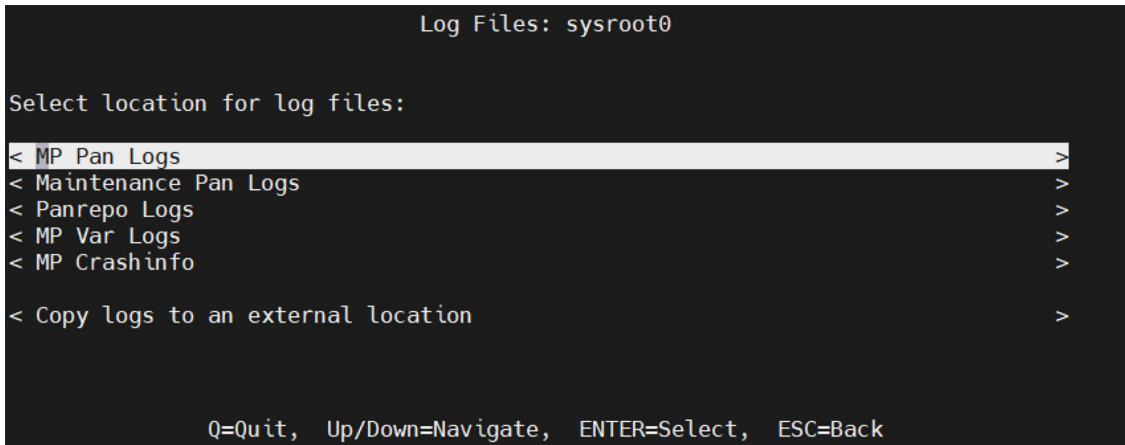 Log Files: sysroot0
Select location for log files:
< MP Pan Logs >
< Maintenance Pan Logs >
< Panrepo Logs >
< MP Var Logs >
< MP Crashinfo >
< Copy logs to an external location >
Q=Quit, Up/Down=Navigate, ENTER=Select, ESC=Back